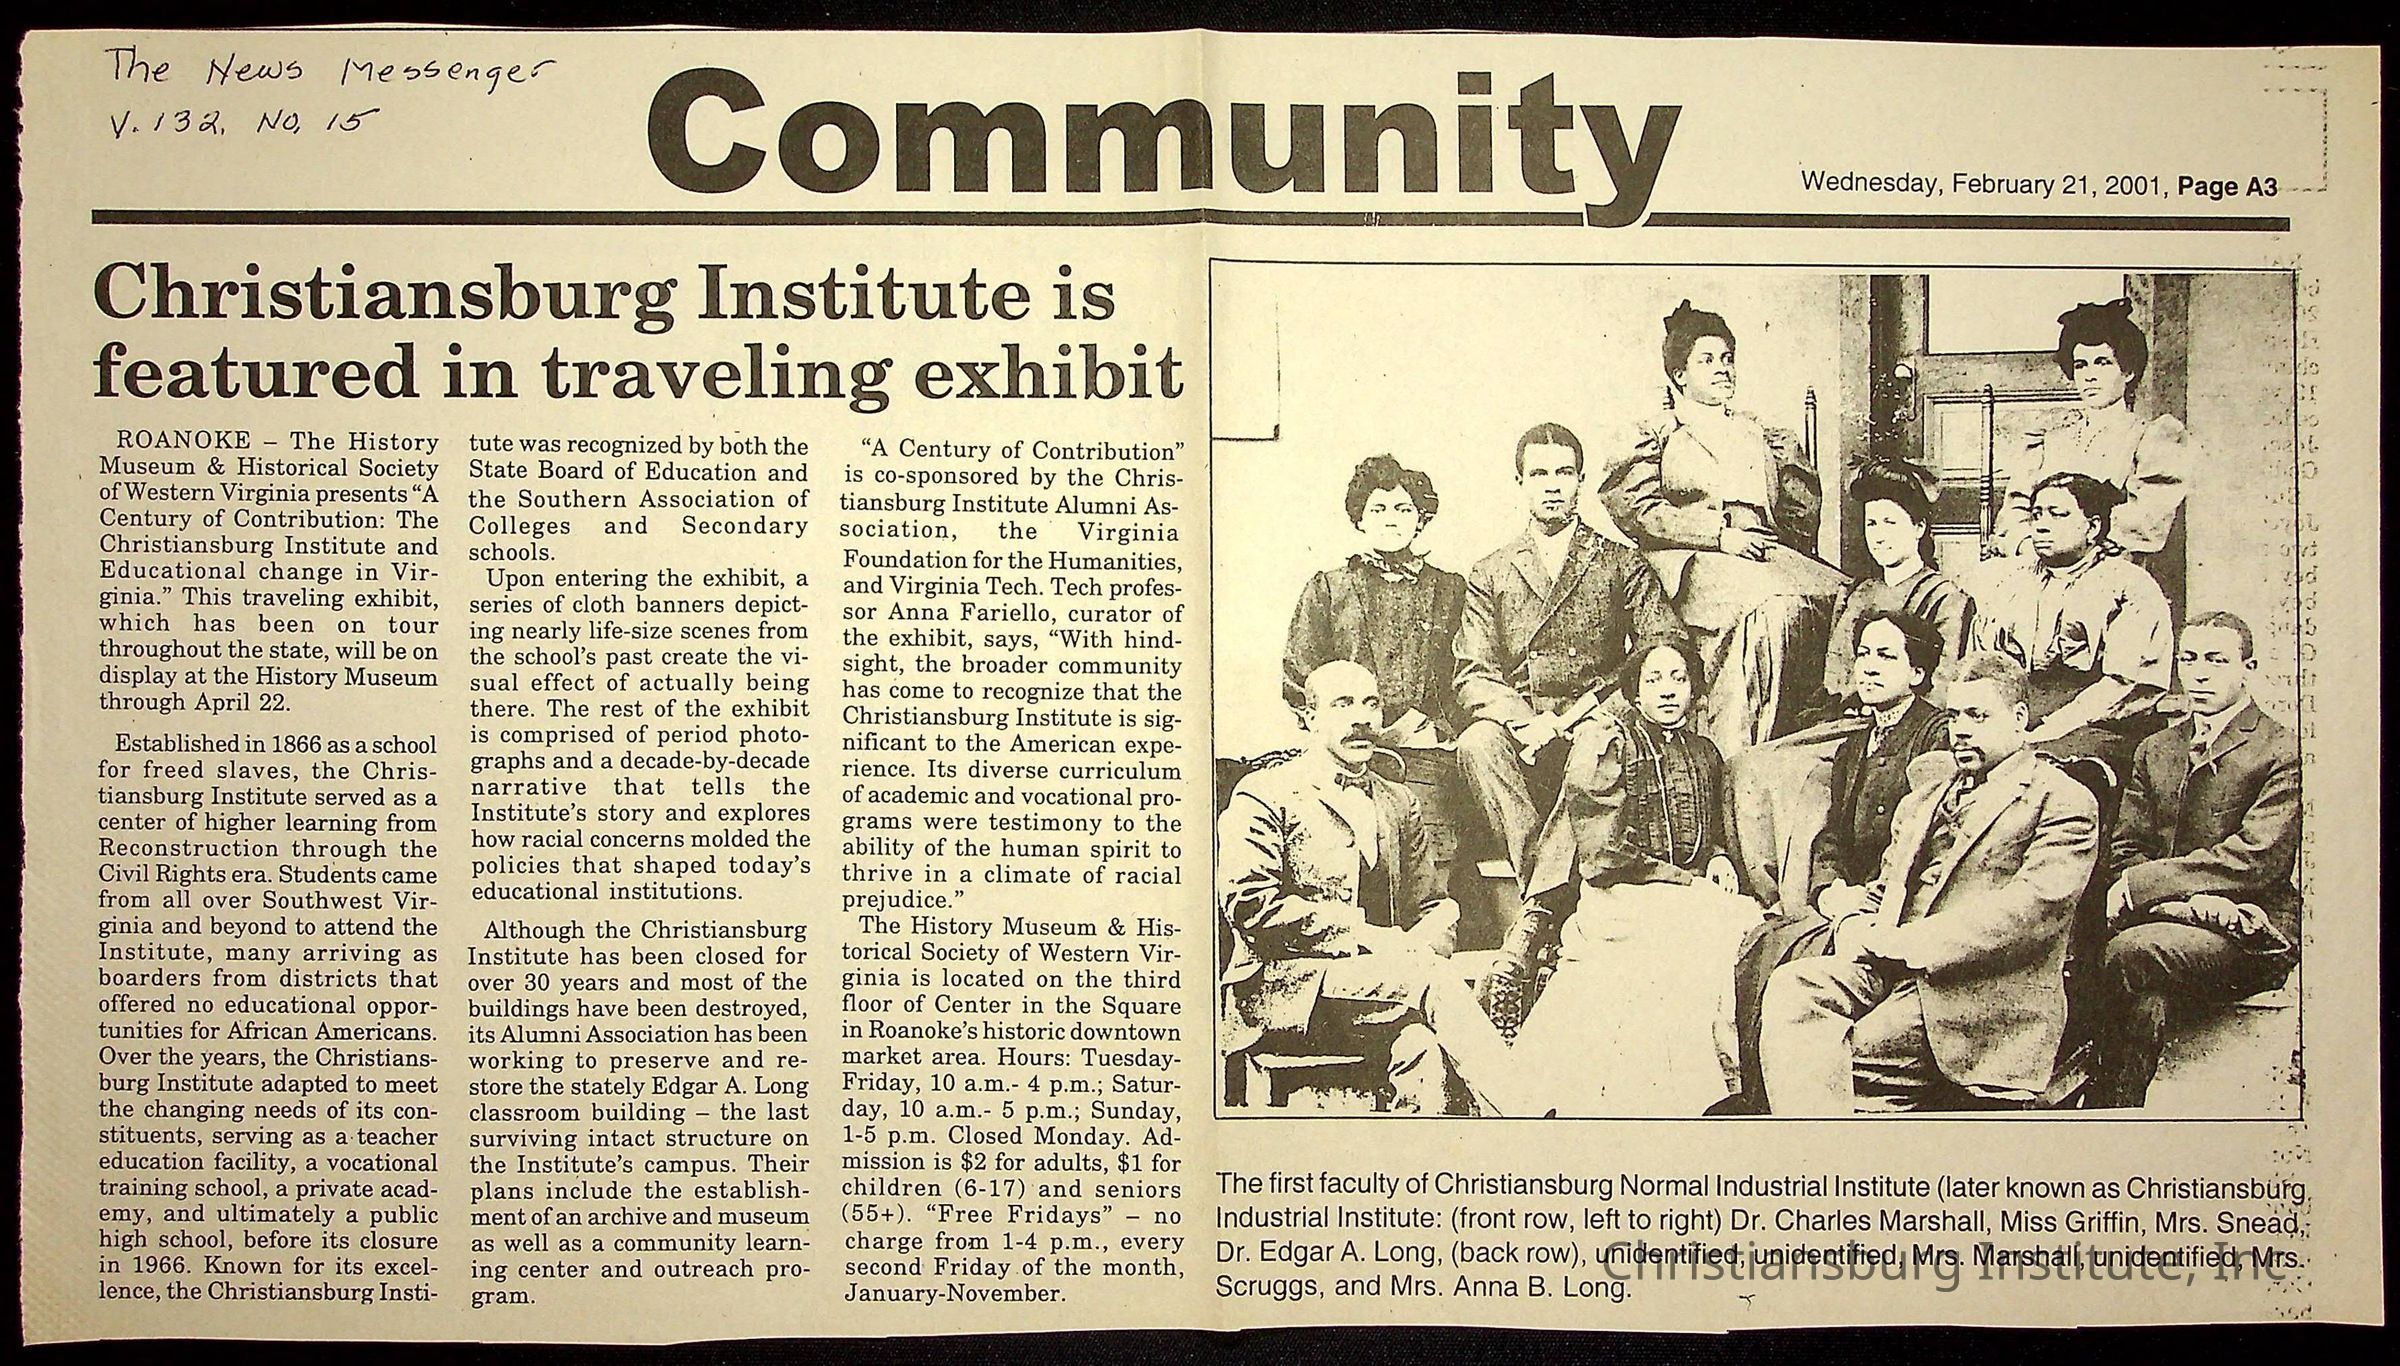 The News Messenger
V. 132, No, 15
Community
Wednesday, February 21, 2001, Page A3
Christiansburg Institute is
featured in traveling exhibit
ROANOKE – The History
Museum & Historical Society
of Western Virginia presents “A
Century of Contribution: The
Christiansburg Institute and
Educational change in Vir-
ginia.” This traveling exhibit,
which has been on tour
throughout the state, will be on
display at the History Museum
through April 22.
Established in 1866 as a school
for freed slaves, the Chris-
tiansburg Institute served as a
center of higher learning from
Reconstruction through the
Civil Rights era. Students came
from all over Southwest Vir-
ginia and beyond to attend the
Institute, many arriving as
boarders from districts that
offered no educational oppor-
tunities for African Americans.
Over the years, the Christians-
burg Institute adapted to meet
the changing needs of its con-
stituents, serving as a teacher
education facility, a vocational
training school, a private acad-
emy, and ultimately a public
high school, before its closure
in 1966. Known for its excel-
lence, the Christiansburg Insti-
tute was recognized by both the
State Board of Education and
the Southern Association of
Colleges and Secondary
schools.
Upon entering the exhibit, a
series of cloth banners depict-
ing nearly life-size scenes from
the school’s past create the vi-
sual effect of actually being
there. The rest of the exhibit
is comprised of period photo-
graphs and a decade-by-decade
narrative that tells the
Institute’s story and explores
how racial concerns molded the
policies that shaped today’s
educational institutions.
Although the Christiansburg
Institute has been closed for
over 30 years and most of the
buildings have been destroyed,
its Alumni Association has been
working to preserve and re-
store the stately Edgar A. Long
classroom building – the last
surviving intact structure on
the Institute’s campus. Their
plans include the establish-
ment of an archive and museum
as well as a community learn-
ing center and outreach pro-
gram.
“A Century of Contribution”
is co-sponsored by the Chris-
tiansburg Institute Alumni As-
sociation, the Virginia
Foundation for the Humanities,
and Virginia Tech. Tech profes-
sor Anna Fariello, curator of
the exhibit, says, “With hind-
sight, the broader community
has come to recognize that the
Christiansburg Institute is sig-
nificant to the American expe-
rience. Its diverse curriculum
of academic and vocational pro-
grams were testimony to the
ability of the human spirit to
thrive in a climate of racial
prejudice.”
The History Museum & His-
torical Society of Western Vir-
ginia is located on the third
floor of Center in the Square
in Roanoke’s historic downtown
market area. Hours: Tuesday-
Friday, 10 a.m.- 4 p.m.; Satur-
day, 10 a.m.- 5 p.m.; Sunday,
1-5 p.m. Closed Monday. Ad-
mission is $2 for adults, $1 for
children (6-17) and seniors
(55+). “Free Fridays” – no
charge from 1-4 p.m., every
second Friday of the month,
January-November.
The first faculty of Christiansburg Normal Industrial Institute (later known as Christiansburg
Industrial Institute: (front row, left to right) Dr. Charles Marshall, Miss Griffin, Mrs. Snead,
Dr. Edgar A. Long, (back row), unidentified, unidentified, Mrs. Marshall, unidentified, Mrs.
Scruggs, and Mrs. Anna B. Long.
Christiansburg Institute, Inc